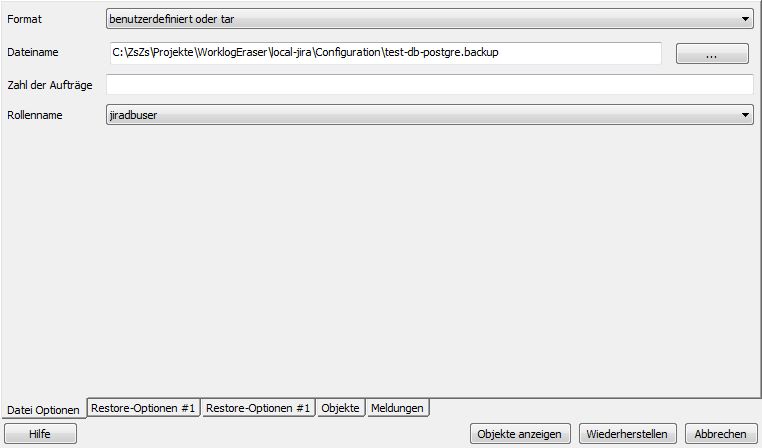 Format benutzerdefiniert oder tar
Dateiname C:\ZsZs\Projekte\WorklogEraser\local-jira\Configuration\test-db-postgre.backup ...
Zahl der Aufträge
Rollenname jiradbuser
Datei Optionen Restore-Optionen #1 Restore-Optionen #1 Objekte Meldungen
Hilfe Objekte anzeigen Wiederherstellen Abbrechen